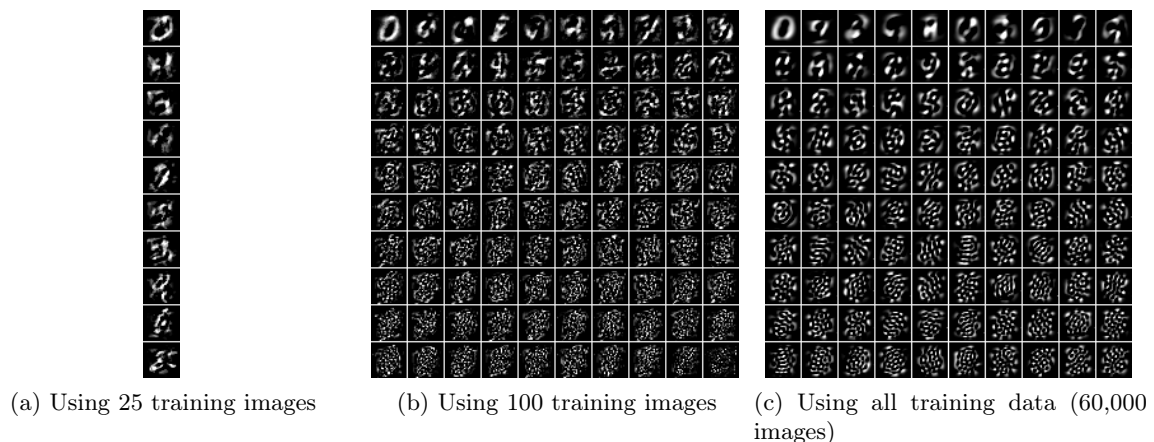 (a) Using 25 training images
(b) Using 100 training images
(c) Using all training data (60,000
images)